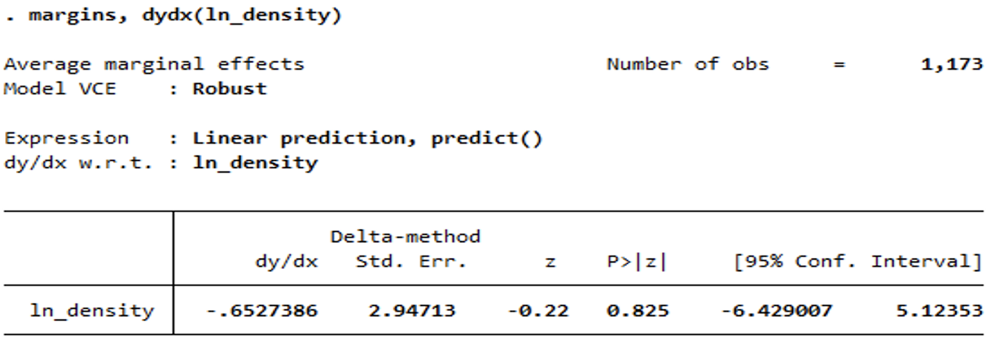 . margins, dydx(ln_density)
Average marginal effects Number of obs = 1,173
Model VCE : Robust
Expression : Linear prediction, predict()
dy/dx w.r.t. : ln_density
Delta-method
dy/dx Std. Err. z P>|z| [95% Conf. Interval]
ln_density -.6527386 2.94713 -0.22 0.825 -6.429007 5.12353